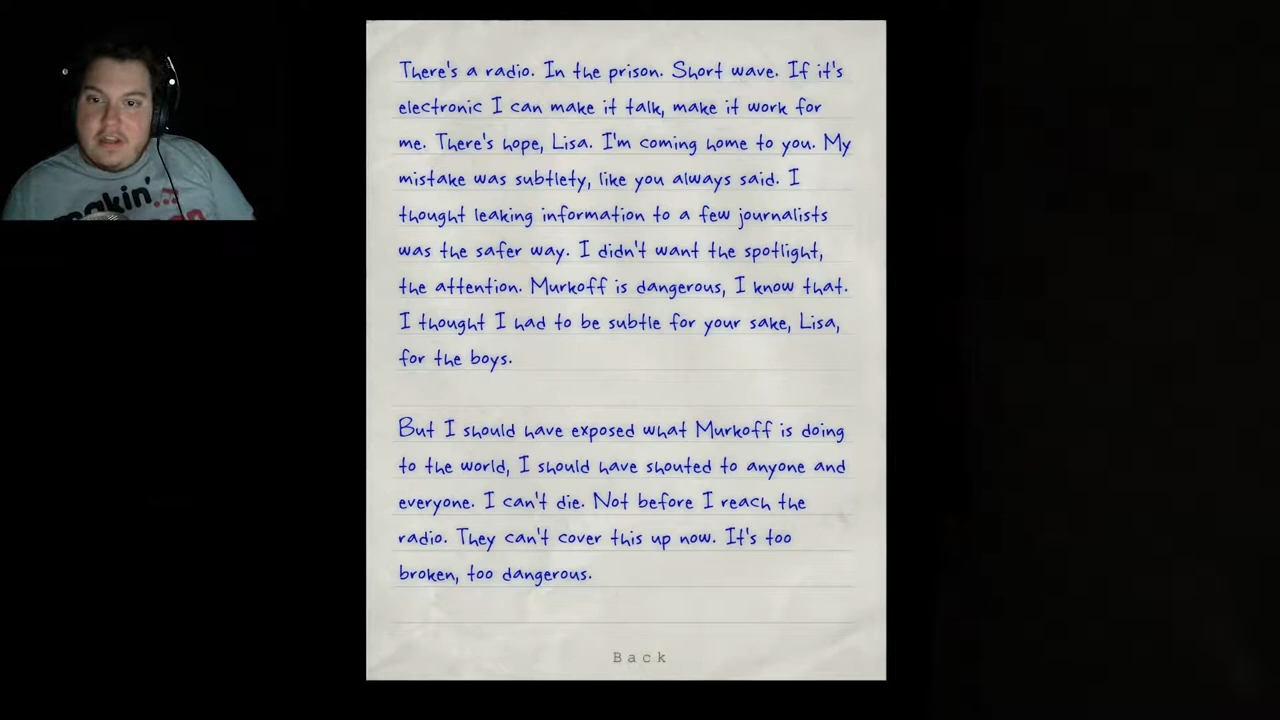 There's a radio. In the prison. Short wave. If it's
electronic I can make it talk, make it work for
me. There's hope, Lisa. I'm coming home to you. My
mistake was subtlety, like you always said. I
thought leaking information to a few journalists
was the safer way. I didn't want the spotlight,
the attention. Murkoff is dangerous, I know that.
I thought I had to be subtle for your sake, Lisa,
for the boys.
But I should have exposed what Murkoff is doing
to the world, I should have shouted to anyone and
everyone. I can't die. Not before I reach the
radio. They can't cover this up now. It's too
broken, too dangerous.
Back
makin'